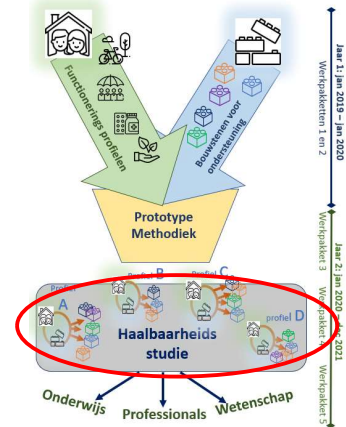 Functionerings profielen
Bouwstenen voor
ondersteuning
Prototype
Methodiek
Profiel
A
Profiel B
Profiel C
profiel D
Haalbaarheids
studie
Onderwijs
Professionals
Wetenschap
Jaar 1: jan 2019 – jan 2020
Werkpakketten 1 en 2
Jaar 2: jan 2020 – dec 2021
Werkpakket 3
Werkpakket 4
Werkpakket 5